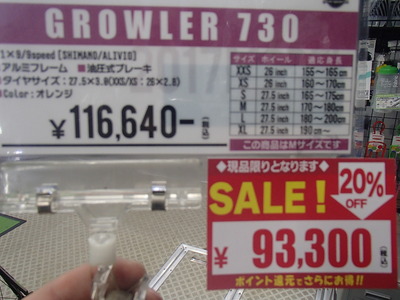 GROWLER 730
1×9/9speed [SHIMANO/ALIVIO]
アルミフレーム ■油圧式ブレーキ
■タイヤサイズ：27.5×3.8(XXS/XS：26×2.8)
■Color：オレンジ
¥116,640-(税込)
サイズ ホイール 適応身長
XXS 26 inch 155〜165cm
XS 26 inch 160〜170cm
S 27.5 inch 165〜175cm
M 27.5 inch 170〜180cm
L 27.5 inch 180〜200cm
XL 27.5 inch 190cm〜
この商品はMサイズです
◆現品限りとなります◆
SALE! 20% OFF
¥ 93,300(税込)
ポイント還元でさらにお得!!